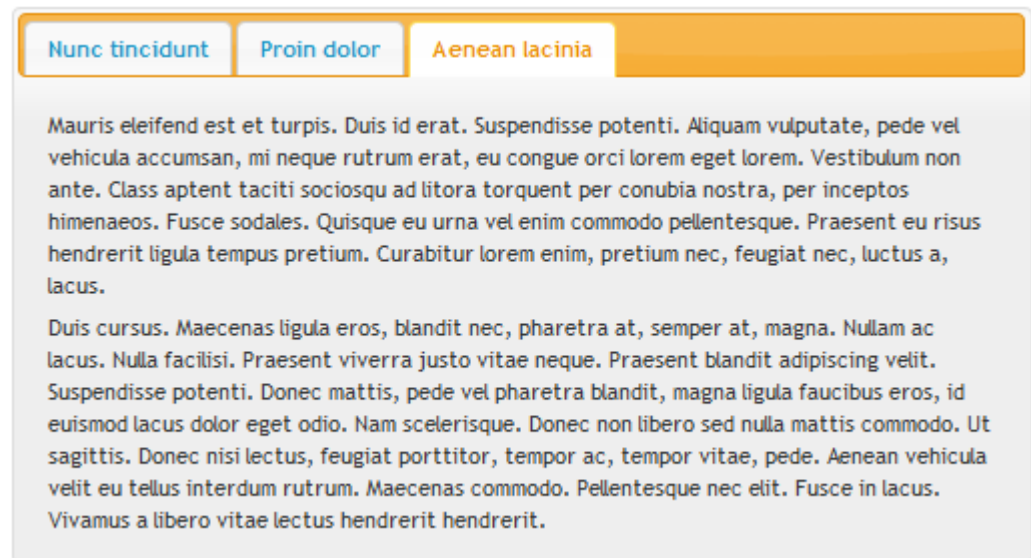 Nunc tincidunt
Proin dolor
Aenean lacinia
Mauris eleifend est et turpis. Duis id erat. Suspendisse potenti. Aliquam vulputate, pede vel
vehicula accumsan, mi neque rutrum erat, eu congue orci lorem eget lorem. Vestibulum non
ante. Class aptent taciti sociosqu ad litora torquent per conubia nostra, per inceptos
himenaeos. Fusce sodales. Quisque eu urna vel enim commodo pellentesque. Praesent eu risus
hendrerit ligula tempus pretium. Curabitur lorem enim, pretium nec, feugiat nec, luctus a,
lacus.
Duis cursus. Maecenas ligula eros, blandit nec, pharetra at, semper at, magna. Nullam ac
lacus. Nulla facilisi. Praesent viverra justo vitae neque. Praesent blandit adipiscing velit.
Suspendisse potenti. Donec mattis, pede vel pharetra blandit, magna ligula faucibus eros, id
euismod lacus dolor eget odio. Nam scelerisque. Donec non libero sed nulla mattis commodo. Ut
sagittis. Donec nisi lectus, feugiat porttitor, tempor ac, tempor vitae, pede. Aenean vehicula
velit eu tellus interdum rutrum. Maecenas commodo. Pellentesque nec elit. Fusce in lacus.
Vivamus a libero vitae lectus hendrerit hendrerit.